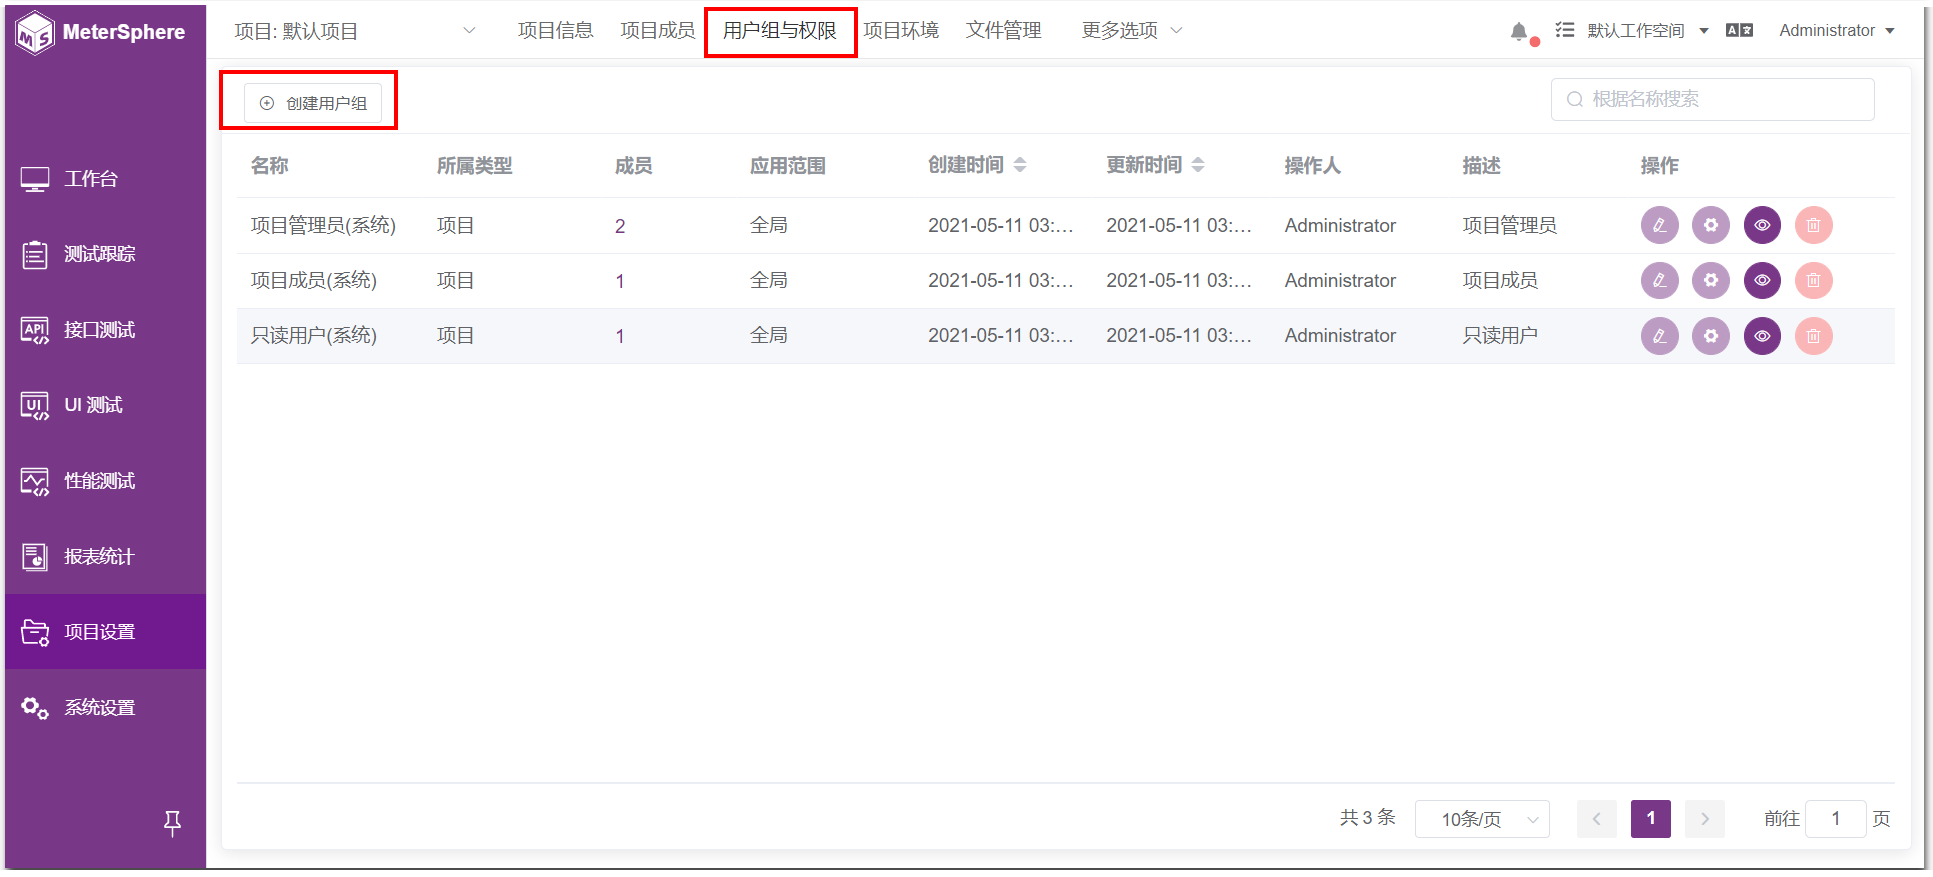 MeterSphere
项目: 默认项目 项目信息 项目成员 用户组与权限 项目环境 文件管理 更多选项 默认工作空间 Administrator
创建用户组 根据名称搜索
名称 所属类型 成员 应用范围 创建时间 更新时间 操作人 描述 操作
项目管理员(系统) 项目 2 全局 2021-05-11 03:... 2021-05-11 03:... Administrator 项目管理员
项目成员(系统) 项目 1 全局 2021-05-11 03:... 2021-05-11 03:... Administrator 项目成员
只读用户(系统) 项目 1 全局 2021-05-11 03:... 2021-05-11 03:... Administrator 只读用户
工作台
测试跟踪
API 接口测试
UI UI 测试
性能测试
报表统计
项目设置
系统设置
共 3 条 10条/页 1 前往 1 页